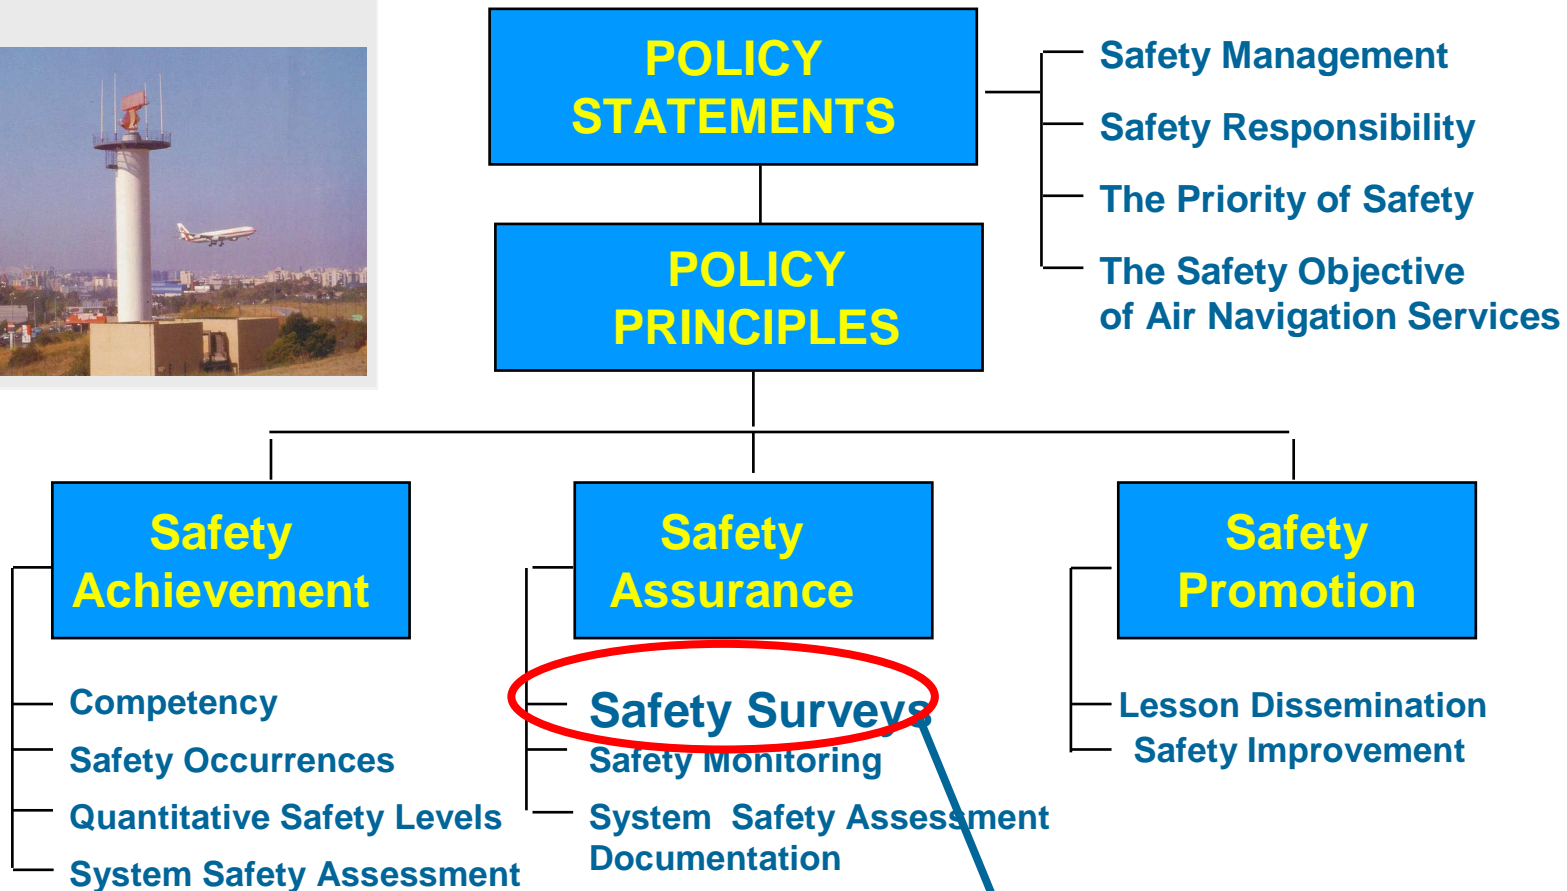 POLICY
STATEMENTS
Safety Management
Safety Responsibility
The Priority of Safety
The Safety Objective
of Air Navigation Services
POLICY
PRINCIPLES
Safety
Achievement
Competency
Safety Occurrences
Quantitative Safety Levels
System Safety Assessment
Safety
Assurance
Safety Surveys
Safety Monitoring
System Safety Assessment
Documentation
Safety
Promotion
Lesson Dissemination
Safety Improvement